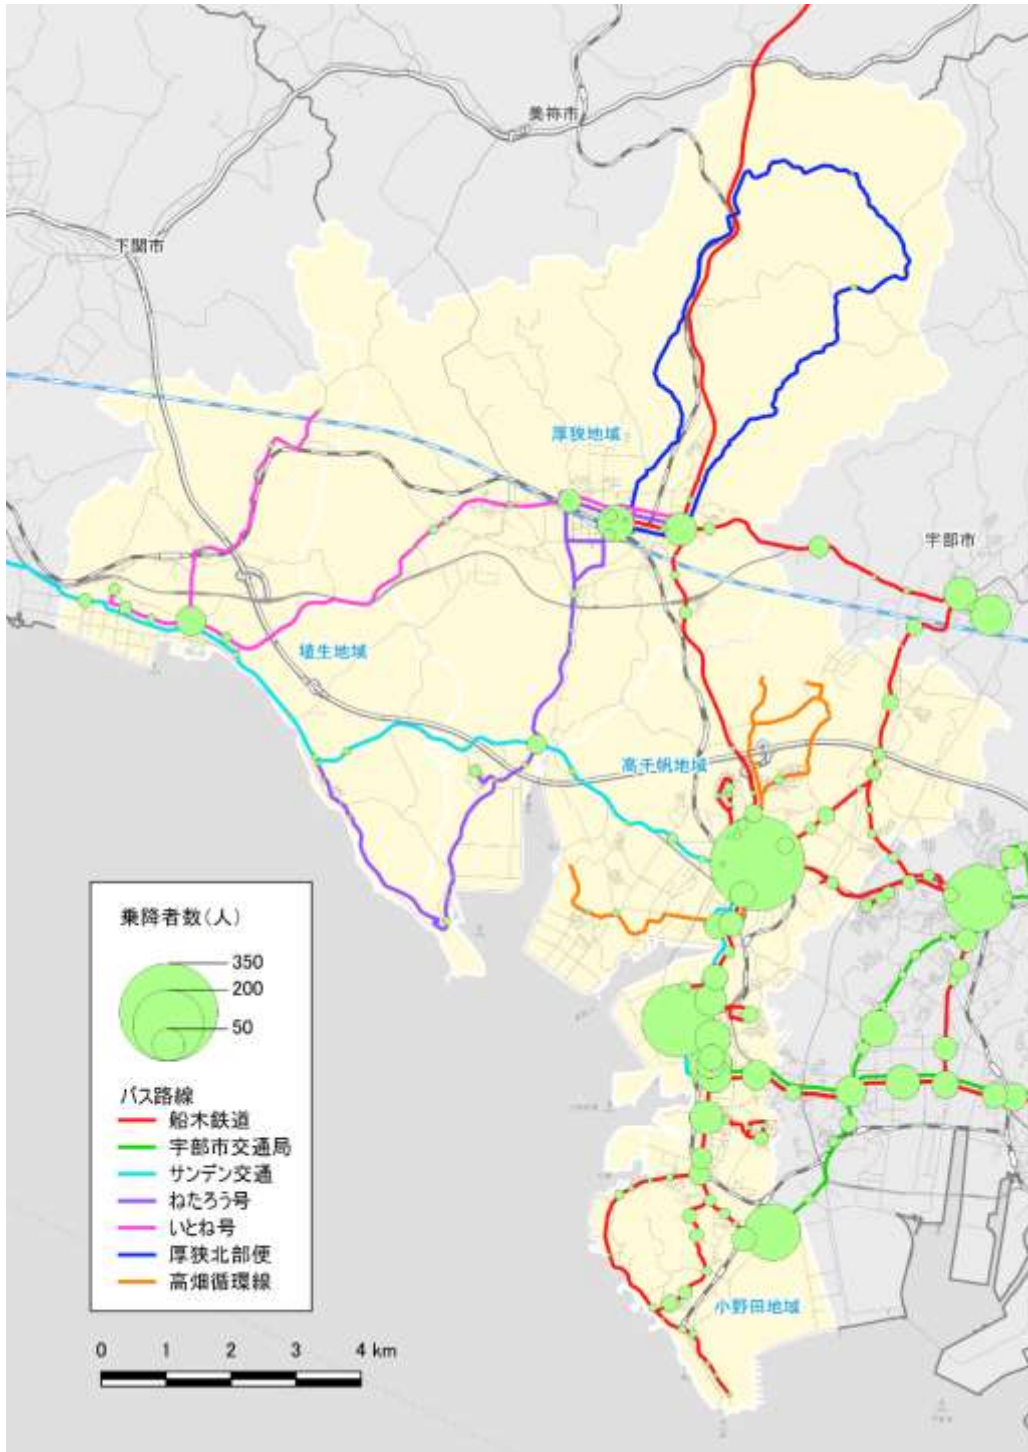 美祢市
下関市
厚狭地域
宇部市
埴生地域
高千帆地域
乗降者数(人)
350
200
50
バス路線
船木鉄道
宇部市交通局
サンデン交通
ねたろう号
いとね号
厚狭北部便
高畑循環線
小野田地域
0 1 2 3 4 km